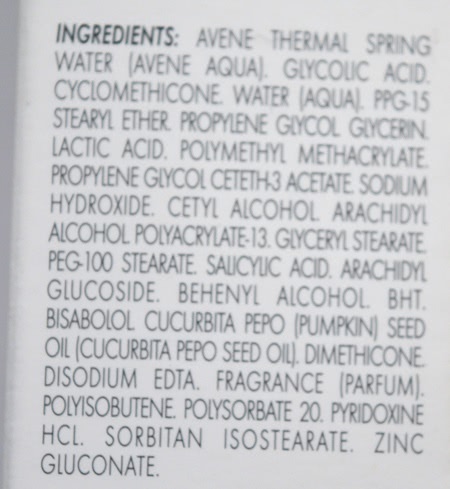 INGREDIENTS: AVENE THERMAL SPRING
WATER (AVENE AQUA). GLYCOLIC ACID.
CYCLOMETHICONE. WATER (AQUA). PPG-15
STEARYL ETHER. PROPYLENE GLYCOL. GLYCERIN.
LACTIC ACID. POLYMETHYL METHACRYLATE.
PROPYLENE GLYCOL CETETH-3 ACETATE. SODIUM
HYDROXIDE. CETYL ALCOHOL. ARACHIDYL
ALCOHOL. POLYACRYLATE-13. GLYCERYL STEARATE.
PEG-100 STEARATE. SALICYLIC ACID. ARACHIDYL
GLUCOSIDE. BEHENYL ALCOHOL. BHT.
BISABOLOL. CUCURBITA PEPO (PUMPKIN) SEED
OIL (CUCURBITA PEPO SEED OIL). DIMETHICONE.
DISODIUM EDTA. FRAGRANCE (PARFUM).
POLYISOBUTENE. POLYSORBATE 20. PYRIDOXINE
HCL. SORBITAN ISOSTEARATE. ZINC
GLUCONATE.